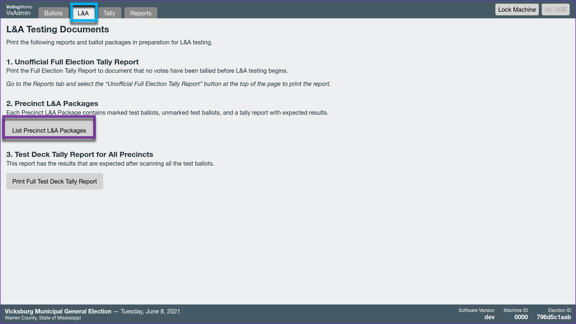 VotingWorks
VxAdmin
Ballots
L&A
Tally
Reports
Lock Machine
No USB
L&A Testing Documents
Print the following reports and ballot packages in preparation for L&A testing.
1. Unofficial Full Election Tally Report
Print the Full Election Tally Report to document that no votes have been tallied before L&A testing begins.
Go to the Reports tab and select the “Unofficial Full Election Tally Report” button at the top of the page to print the report.
2. Precinct L&A Packages
Each Precinct L&A Package contains marked test ballots, unmarked test ballots, and a tally report with expected results.
List Precinct L&A Packages
3. Test Deck Tally Report for All Precincts
This report has the results that are expected after scanning all the test ballots.
Print Full Test Deck Tally Report
Vicksburg Municipal General Election — Tuesday, June 8, 2021
Warren County, State of Mississippi
Software Version
dev
Machine ID
0000
Election ID
796d5c1aab